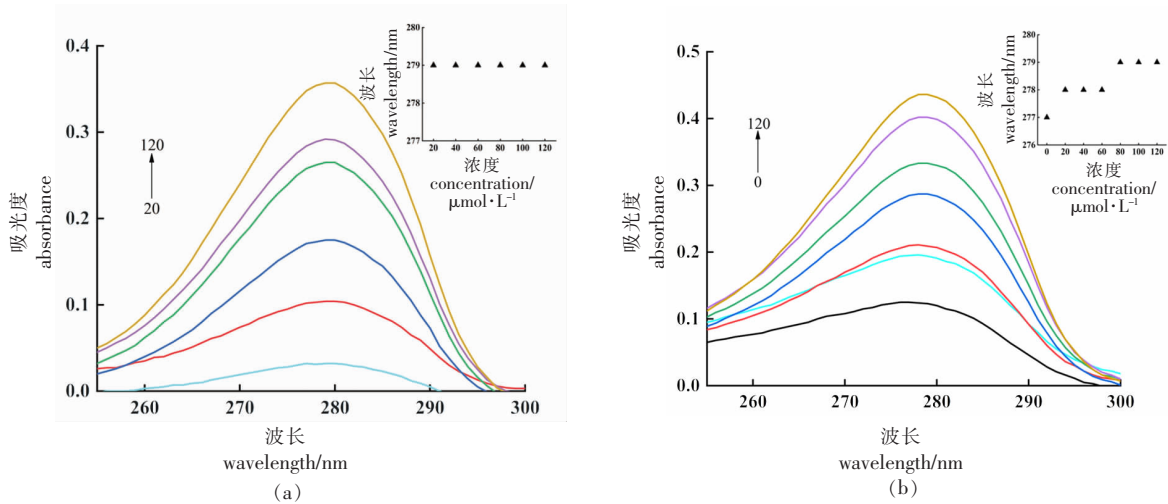 0.4
0.3
0.2
0.1
0.0
吸光度
absorbance
120
20
260
270
280
290
300
波长
wavelength/nm
(a)
280
279
278
277
波长
wavelength/nm
20 40 60 80 100 120
浓度
concentration/
μmol·L⁻¹
0.5
0.4
0.3
0.2
0.1
0.0
吸光度
absorbance
120
0
260
270
280
290
300
波长
wavelength/nm
(b)
280
279
278
277
276
波长
wavelength/nm
0 20 40 60 80 100 120
浓度
concentration/
μmol·L⁻¹